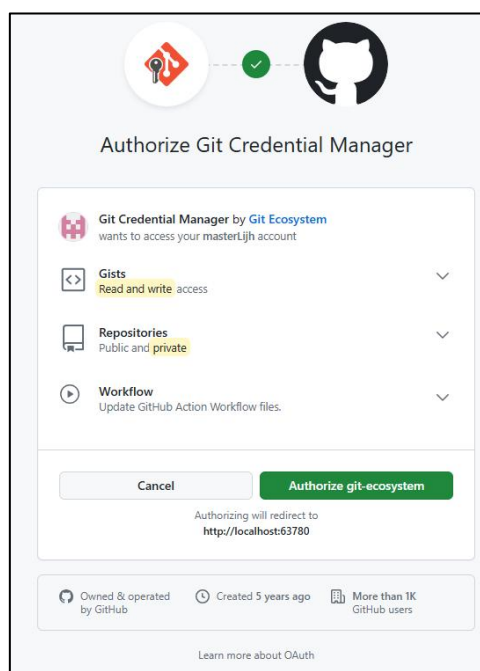 Authorize Git Credential Manager
Git Credential Manager by Git Ecosystem
wants to access your masterLijh account
Gists
Read and write access
Repositories
Public and private
Workflow
Update GitHub Action Workflow files.
Cancel
Authorize git-ecosystem
Authorizing will redirect to
http://localhost:63780
Owned & operated
by GitHub
Created 5 years ago
More than 1K
GitHub users
Learn more about OAuth